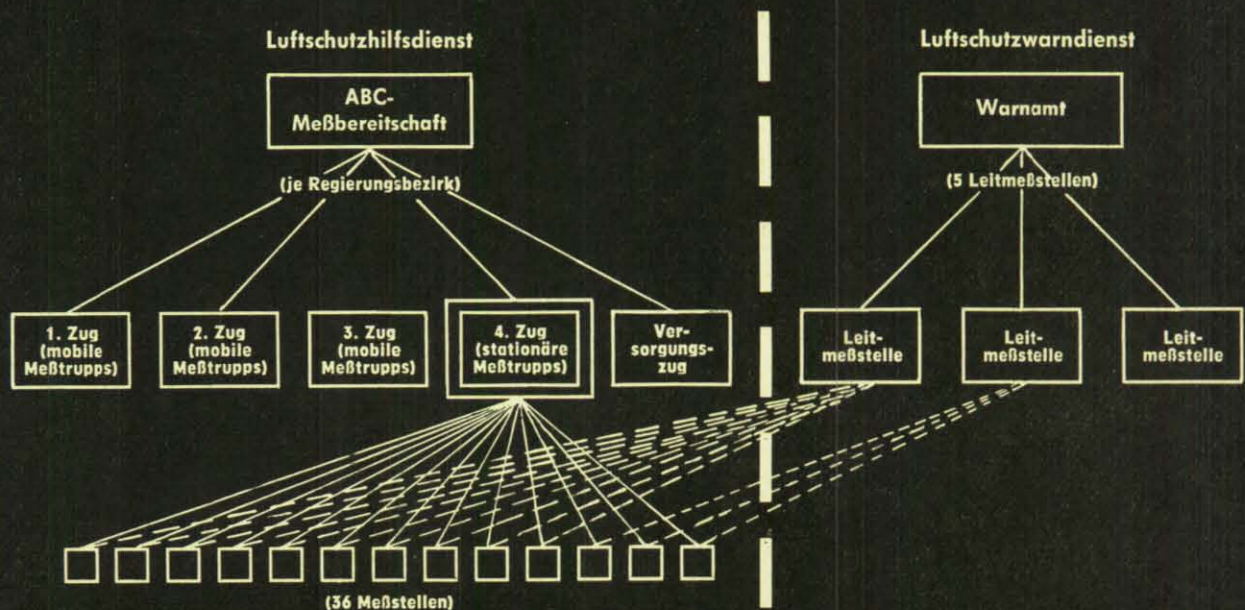 Luftschutzhilfsdienst
Luftschutzwarndienst
ABC-
Meßbereitschaft
Warnamt
(je Regierungsbezirk)
(5 Leitmeßstellen)
1. Zug
(mobile
Meßtrupps)
2. Zug
(mobile
Meßtrupps)
3. Zug
(mobile
Meßtrupps)
4. Zug
(stationäre
Meßtrupps)
Ver-
sorgungs-
zug
Leit-
meßstelle
Leit-
meßstelle
Leit-
meßstelle
(36 Meßstellen)